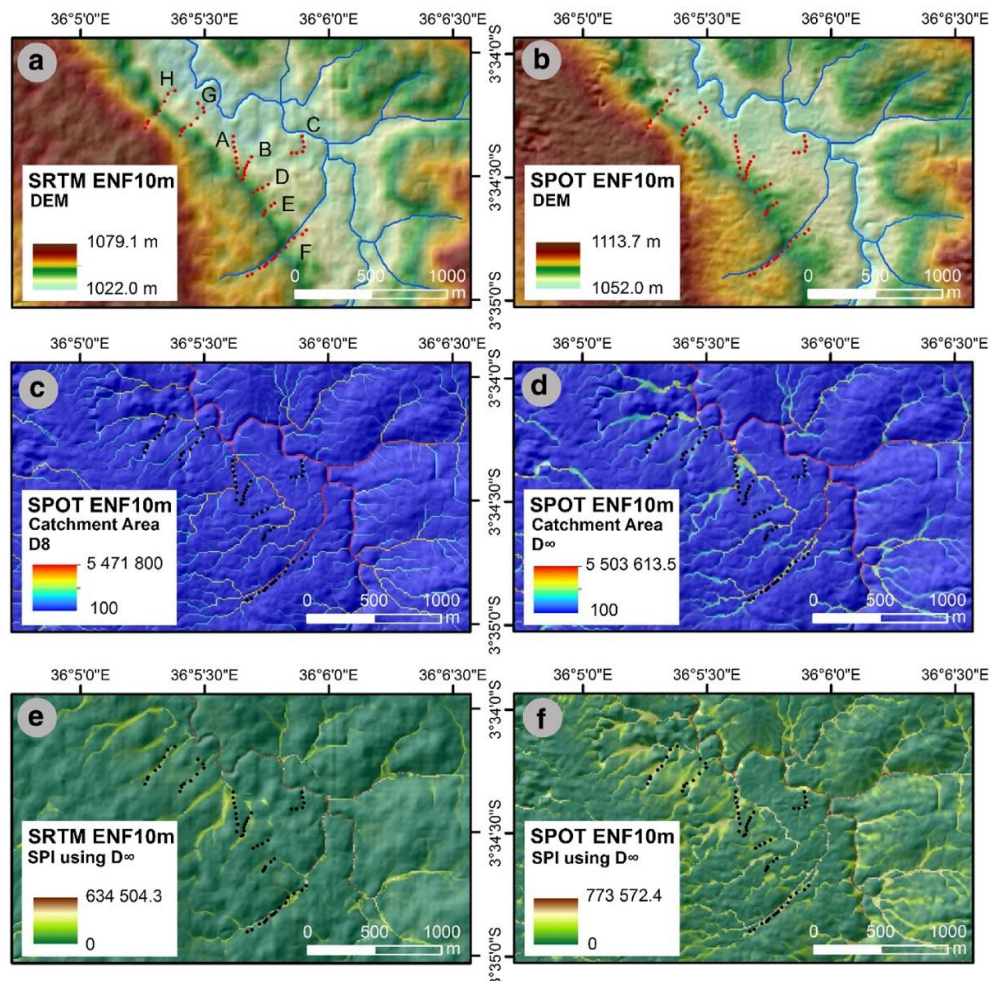 36°5'0"E 36°5'30"E 36°6'0"E 36°6'30"E 36°5'0"E 36°5'30"E 36°6'0"E 36°6'30"E
a
H
G
A
B
C
D
E
F
SRTM ENF10m
DEM
1079.1 m
1022.0 m
0 500 1000
m
3°34'0"S
3°34'30"S
3°35'0"S
b
SPOT ENF10m
DEM
1113.7 m
1052.0 m
0 500 1000
m
36°5'0"E 36°5'30"E 36°6'0"E 36°6'30"E 36°5'0"E 36°5'30"E 36°6'0"E 36°6'30"E
c
SPOT ENF10m
Catchment Area
D8
5 471 800
100
0 500 1000
m
3°34'0"S
3°34'30"S
3°35'0"S
d
SPOT ENF10m
Catchment Area
D∞
5 503 613.5
100
0 500 1000
m
36°5'0"E 36°5'30"E 36°6'0"E 36°6'30"E 36°5'0"E 36°5'30"E 36°6'0"E 36°6'30"E
e
SRTM ENF10m
SPI using D∞
634 504.3
0
0 500 1000
m
3°34'0"S
3°34'30"S
3°35'0"S
f
SPOT ENF10m
SPI using D∞
773 572.4
0
0 500 1000
m